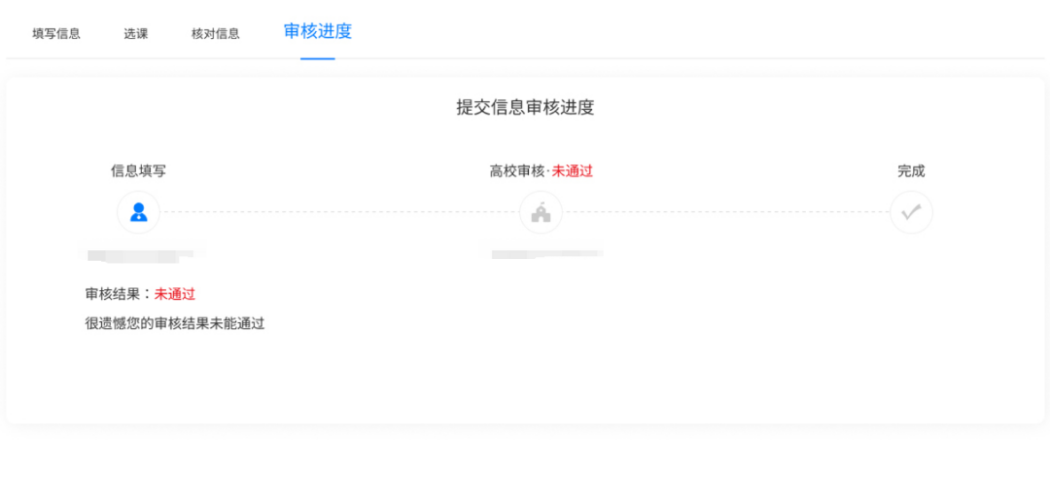 填写信息 选课 核对信息 审核进度
提交信息审核进度
信息填写 高校审核·未通过 完成
审核结果：未通过
很遗憾您的审核结果未能通过